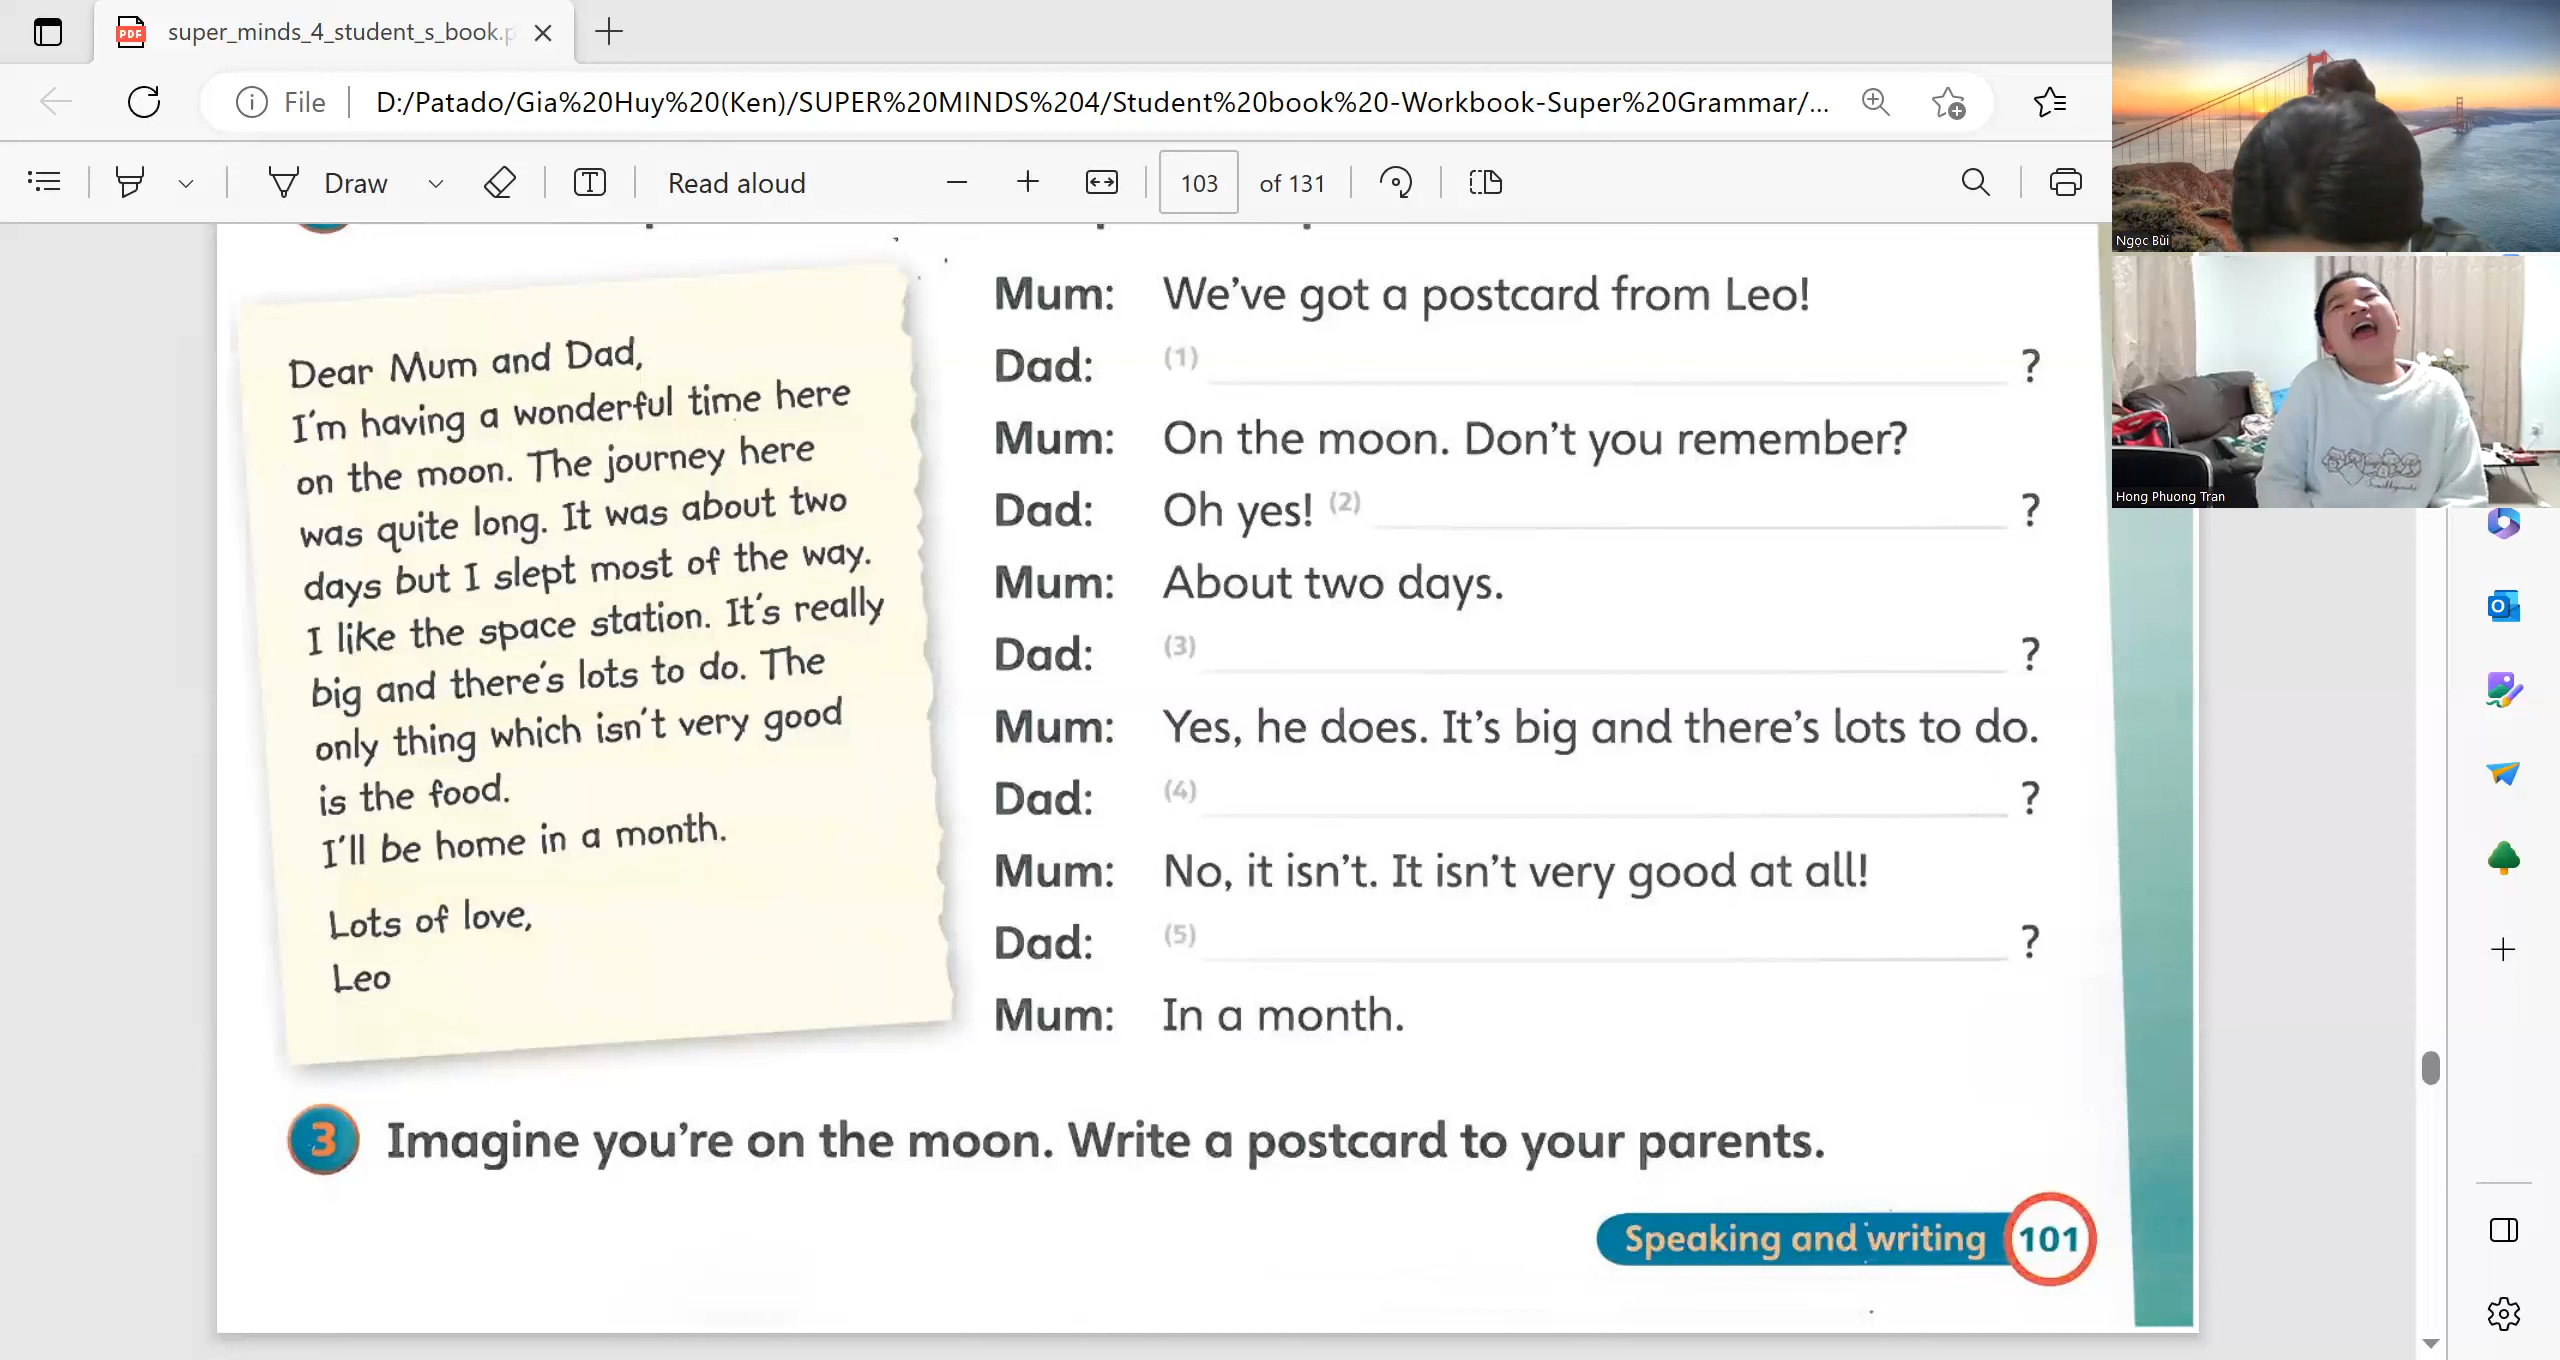 super_minds_4_student_s_book.p
File
D:/Patado/Gia%20Huy%20(Ken)/SUPER%20MINDS%204/Student%20book%20-Workbook-Super%20Grammar/...
Draw
Read aloud
103 of 131
Ngọc Bùi
Hong Phuong Tran
Dear Mum and Dad,
I'm having a wonderful time here
on the moon. The journey here
was quite long. It was about two
days but I slept most of the way.
I like the space station. It's really
big and there's lots to do. The
only thing which isn't very good
is the food.
I'll be home in a month.
Lots of love,
Leo
Mum: We've got a postcard from Leo!
Dad: (1) ?
Mum: On the moon. Don't you remember?
Dad: Oh yes! (2) ?
Mum: About two days.
Dad: (3) ?
Mum: Yes, he does. It's big and there's lots to do.
Dad: (4) ?
Mum: No, it isn't. It isn't very good at all!
Dad: (5) ?
Mum: In a month.
3 Imagine you're on the moon. Write a postcard to your parents.
Speaking and writing 101